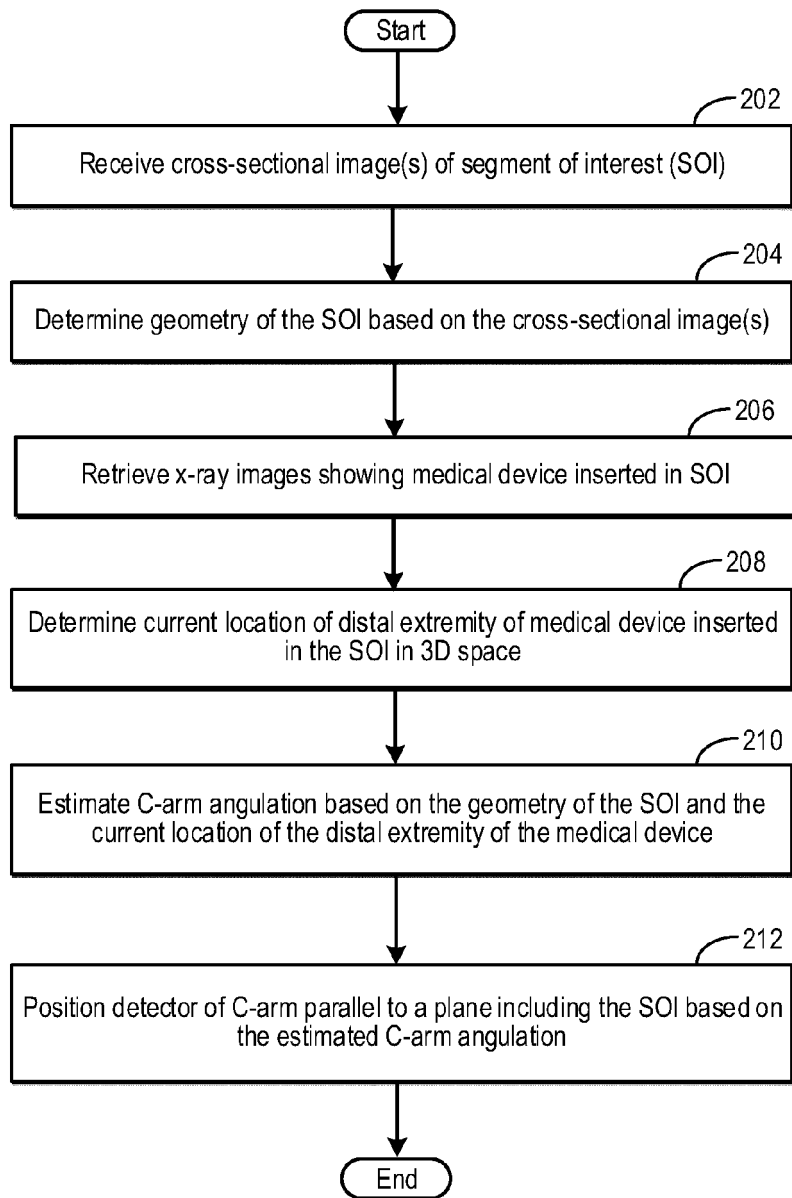 Start
202
Receive cross-sectional image(s) of segment of interest (SOI)
204
Determine geometry of the SOI based on the cross-sectional image(s)
206
Retrieve x-ray images showing medical device inserted in SOI
208
Determine current location of distal extremity of medical device inserted
in the SOI in 3D space
210
Estimate C-arm angulation based on the geometry of the SOI and the
current location of the distal extremity of the medical device
212
Position detector of C-arm parallel to a plane including the SOI based on
the estimated C-arm angulation
End